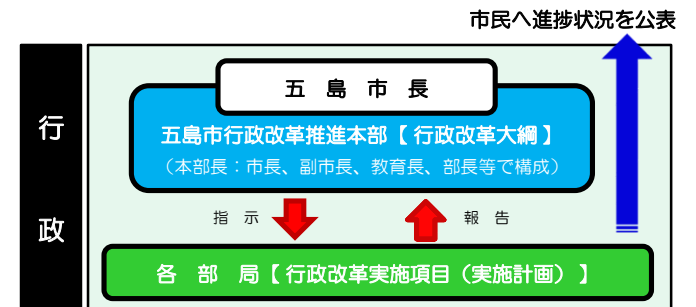 市民へ進捗状況を公表
行政
五島市長
五島市行政改革推進本部【 行政改革大綱 】
（本部長：市長、副市長、教育長、部長等で構成）
指示
報告
各部局【 行政改革実施項目（実施計画） 】